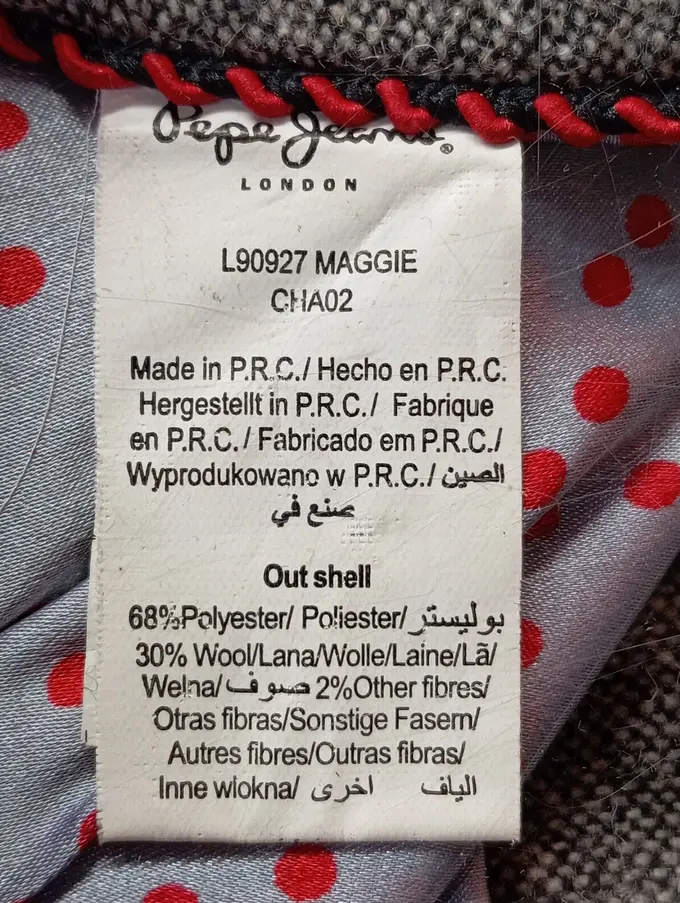 Pepe Jeans®
LONDON
L90927 MAGGIE
CHA02
Made in P.R.C./ Hecho en P.R.C.
Hergestellt in P.R.C./ Fabrique
en P.R.C./ Fabricado em P.R.C./
Wyprodukowano w P.R.C./ الصين
صنع في
Out shell
68%Polyester/ Poliester/ بوليستر
30% Wool/Lana/Wolle/Laine/Lã/
Welna/ صوف 2%Other fibres/
Otras fibras/Sonstige Fasern/
Autres fibres/Outras fibras/
Inne wlokna/ اخرى الياف